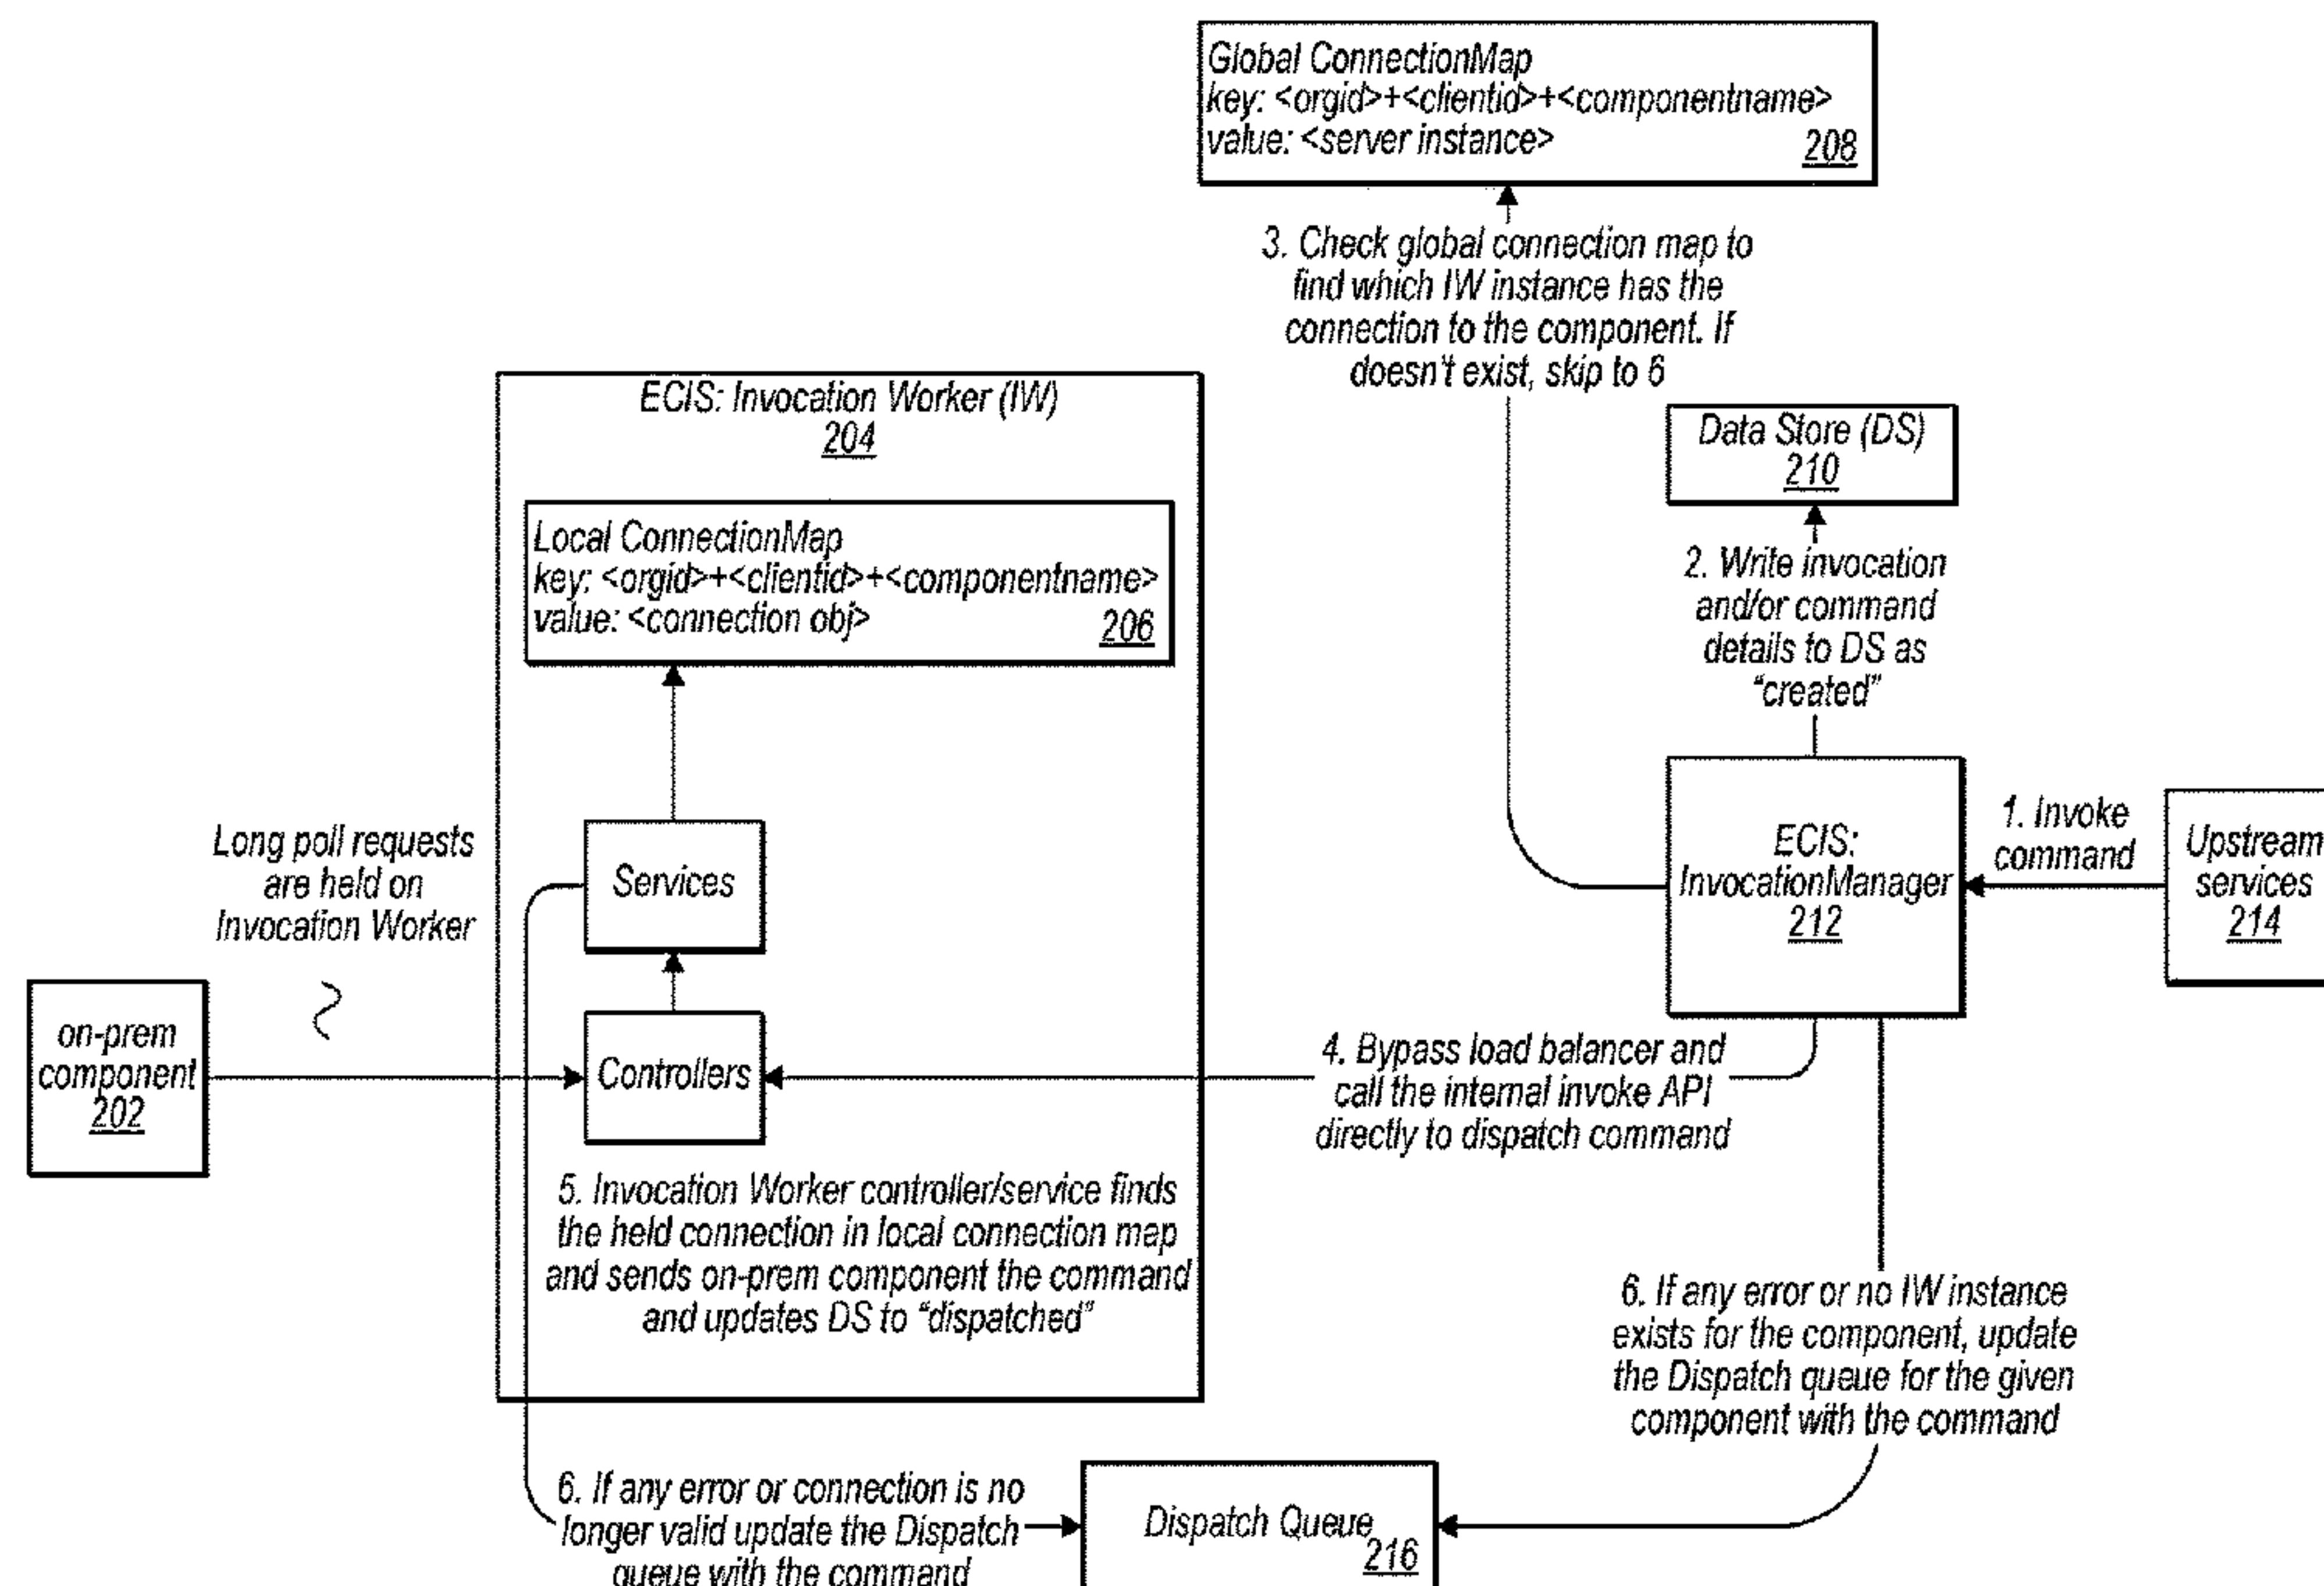 Global ConnectionMap
key: <orgid>+<clientid>+<componentname>
value: <server instance>
208
3. Check global connection map to
find which IW instance has the
connection to the component. If
doesn't exist, skip to 6
ECIS: Invocation Worker (IW)
204
Data Store (DS)
210
Local ConnectionMap
key: <orgid>+<clientid>+<componentname>
value: <connection obj>
206
2. Write invocation
and/or command
details to DS as
“created”
Long poll requests
are held on
Invocation Worker
Services
ECIS:
InvocationManager
212
1. Invoke
command
Upstream
services
214
on-prem
component
202
Controllers
4. Bypass load balancer and
call the internal invoke API
directly to dispatch command
5. Invocation Worker controller/service finds
the held connection in local connection map
and sends on-prem component the command
and updates DS to “dispatched”
6. If any error or no IW instance
exists for the component, update
the Dispatch queue for the given
component with the command
6. If any error or connection is no
longer valid update the Dispatch
queue with the command
Dispatch Queue
216